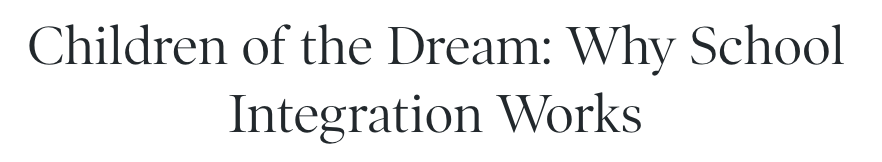 Children of the Dream: Why School
Integration Works